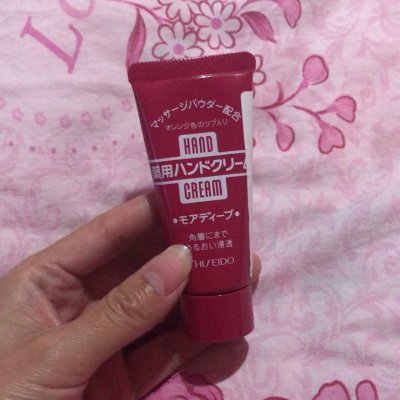 Lo
マッサージパウダー配合
オレンジ色のツブ入り
HAND
薬用ハンドクリーム
CREAM
•モアディープ•
角層にまで
うるおい浸透
SHISEIDO